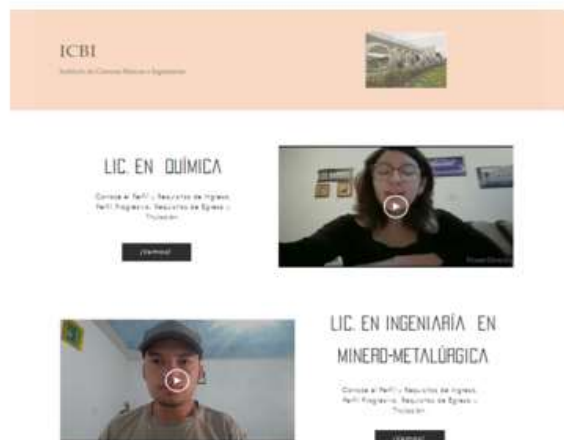 ICBI
Instituto de Ciencias Básicas e Ingeniería
LIC. EN QUÍMICA
Conoce el Perfil y Requisitos de Ingreso,
Perfil Progresivo, Requisitos de Egreso y
Titulación
¡Vamos!
LIC. EN INGENIARÍA EN
MINERO-METALÚRGICA
Conoce el Perfil y Requisitos de Ingreso,
Perfil Progresivo, Requisitos de Egreso y
Titulación
¡Vamos!